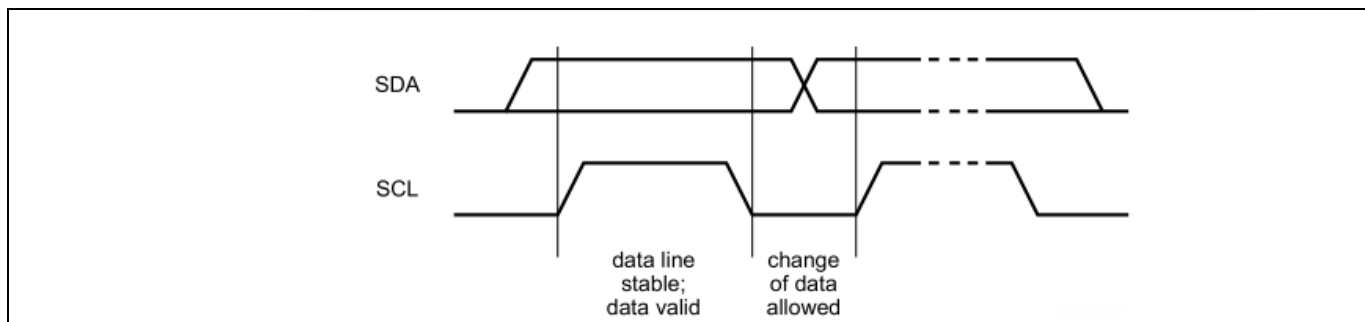 SDA
SCL
data line
stable;
data valid
change
of data
allowed